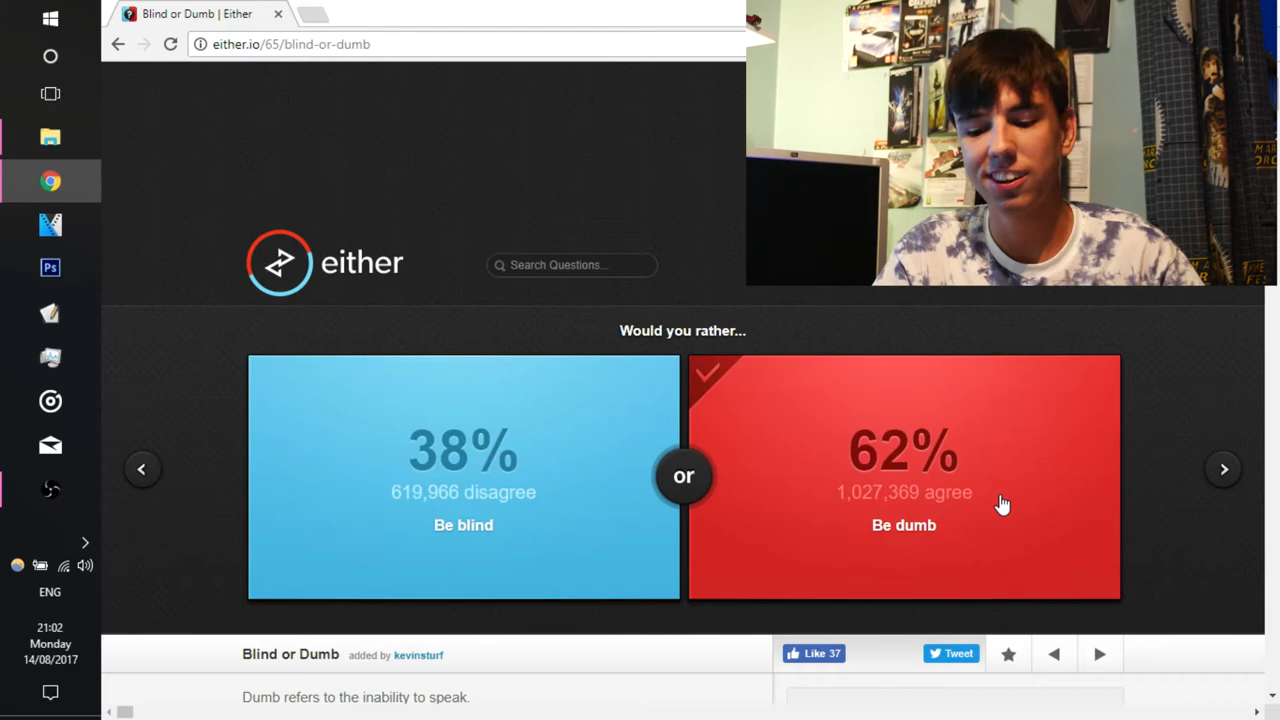 Blind or Dumb | Either
either.io/65/blind-or-dumb
either
Search Questions...
Would you rather...
38%
619,966 disagree
Be blind
or
62%
1,027,369 agree
Be dumb
Blind or Dumb added by kevinsturf
Like 37
Tweet
Dumb refers to the inability to speak.
Ps
ENG
21:02
Monday
14/08/2017